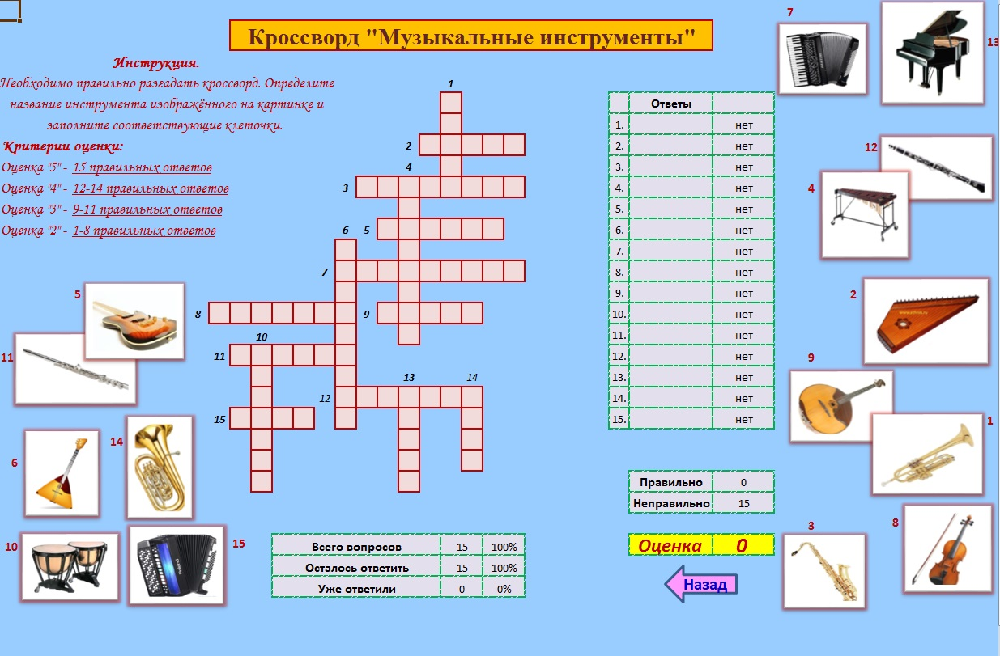 Кроссворд "Музыкальные инструменты"
Инструкция.
Необходимо правильно разгадать кроссворд. Определите
название инструмента изображённого на картинке и
заполните соответствующие клеточки.
Критерии оценки:
Оценка "5" - 15 правильных ответов
Оценка "4" - 12-14 правильных ответов
Оценка "3" - 9-11 правильных ответов
Оценка "2" - 1-8 правильных ответов
1
2
4
3
6 5
7
8 9
10
11
13 14
12
15
Ответы
1. нет
2. нет
3. нет
4. нет
5. нет
6. нет
7. нет
8. нет
9. нет
10. нет
11. нет
12. нет
13. нет
14. нет
15. нет
Правильно 0
Неправильно 15
Оценка 0
Назад
Всего вопросов 15 100%
Осталось ответить 15 100%
Уже ответили 0 0%
5
11
14
6
10
15
7
13
12
4
2
9
1
8
3